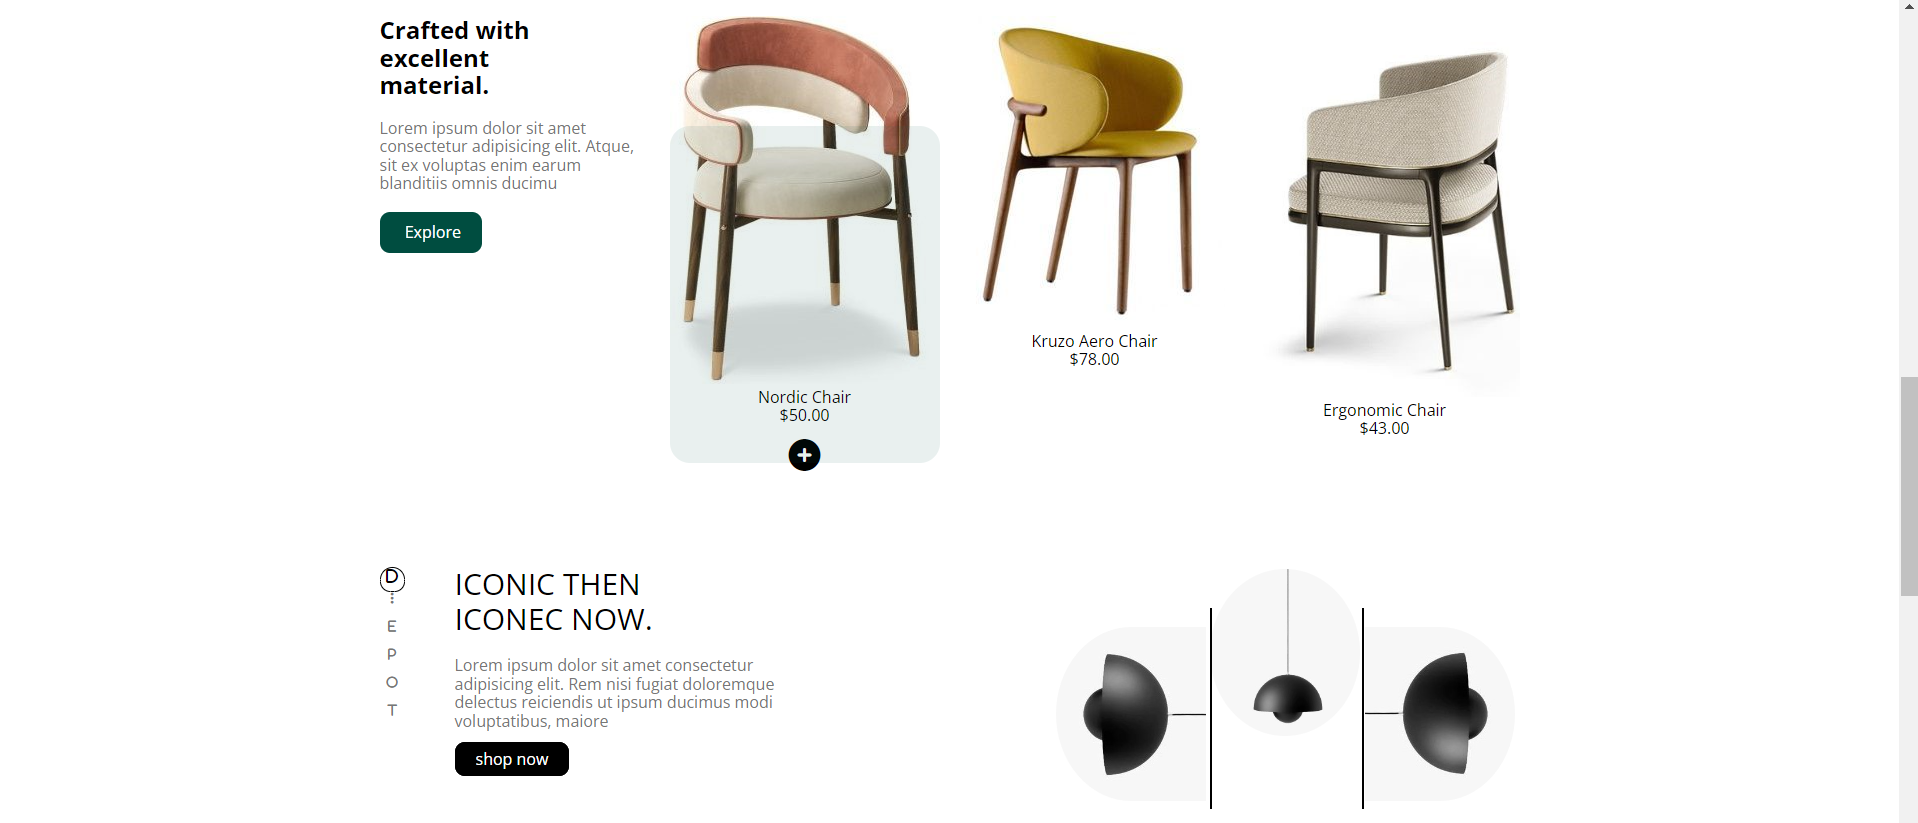 Crafted with
excellent
material.
Lorem ipsum dolor sit amet
consectetur adipisicing elit. Atque,
sit ex voluptas enim earum
blanditiis omnis ducimu
Explore
Nordic Chair
$50.00
Kruzo Aero Chair
$78.00
Ergonomic Chair
$43.00
D
E
P
O
T
ICONIC THEN
ICONEC NOW.
Lorem ipsum dolor sit amet consectetur
adipisicing elit. Rem nisi fugiat doloremque
delectus reiciendis ut ipsum ducimus modi
voluptatibus, maiore
shop now